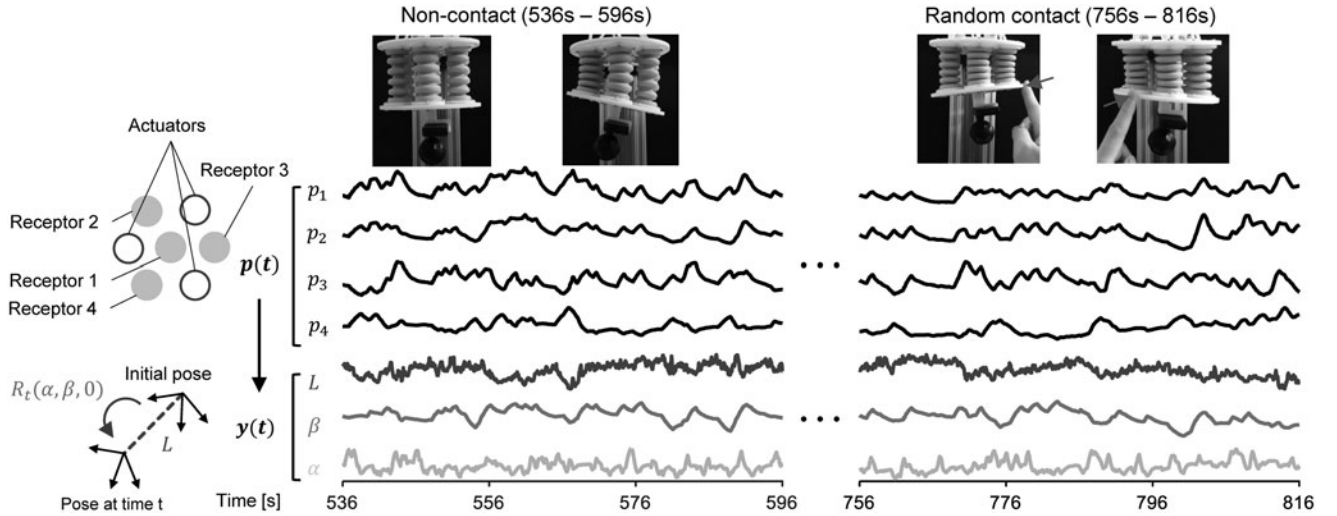 Non-contact (536s – 596s)
Random contact (756s – 816s)
Actuators
Receptor 3
Receptor 2
Receptor 1
Receptor 4
p(t)
p₁
p₂
p₃
p₄
• • •
Initial pose
R_t(α, β, 0)
L
Pose at time t
y(t)
L
β
α
• • •
Time [s]
536 556 576 596
756 776 796 816